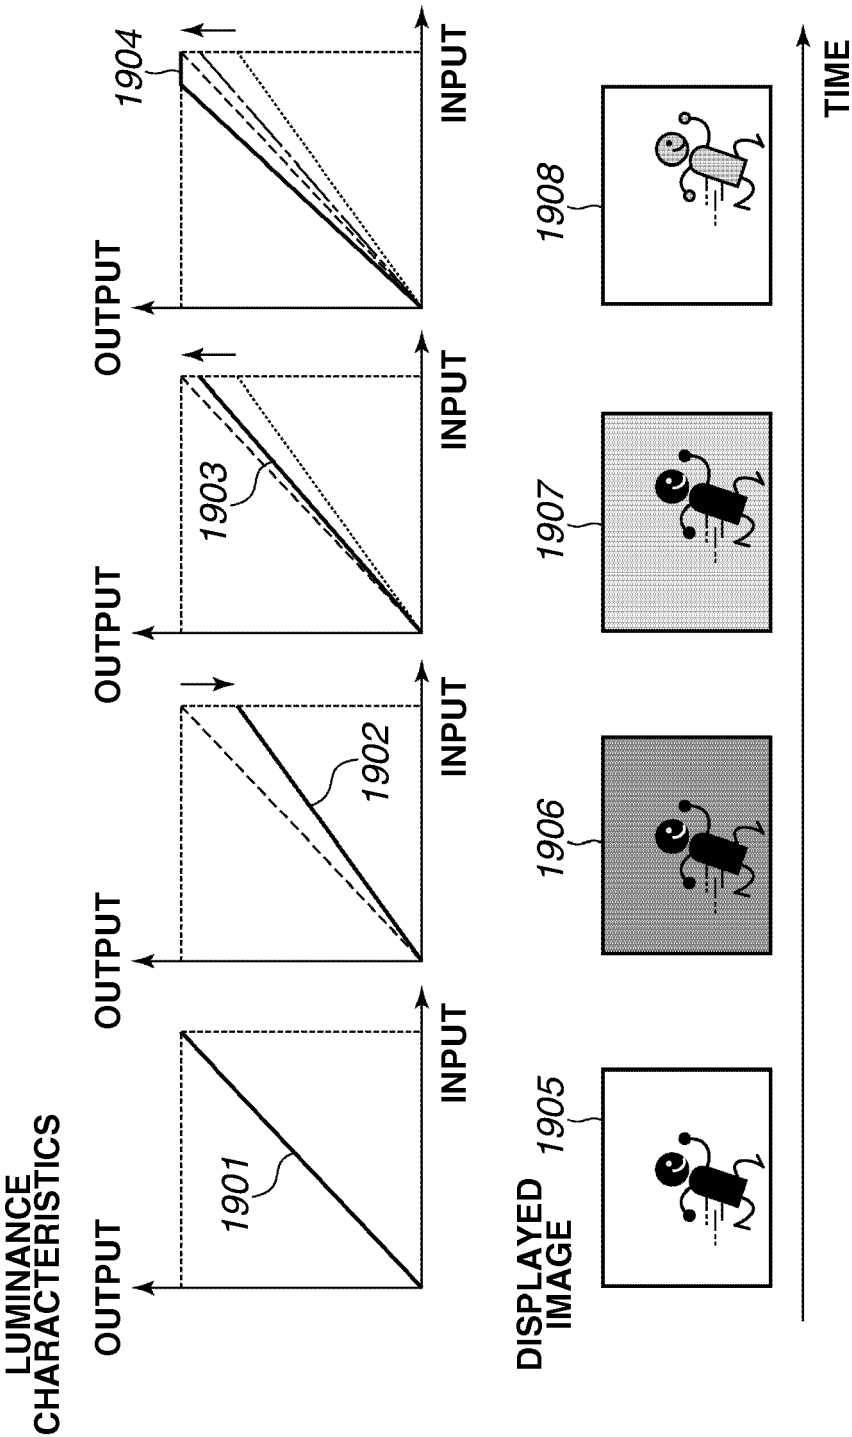 LUMINANCE
CHARACTERISTICS
OUTPUT
1901
INPUT
OUTPUT
1902
INPUT
OUTPUT
1903
INPUT
OUTPUT
1904
INPUT
DISPLAYED
IMAGE
1905
1906
1907
1908
TIME